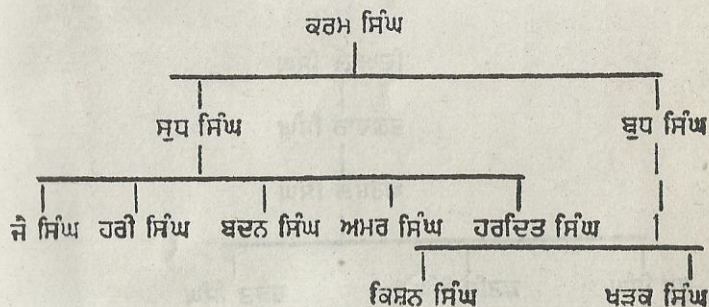 ਕਰਮ ਸਿੰਘ
ਸੁਧ ਸਿੰਘ ਬੁਧ ਸਿੰਘ
ਜੈ ਸਿੰਘ ਹਰੀ ਸਿੰਘ ਬਦਨ ਸਿੰਘ ਅਮਰ ਸਿੰਘ ਹਰਦਿਤ ਸਿੰਘ
ਕਿਸ਼ਨ ਸਿੰਘ ਖੜਕ ਸਿੰਘ